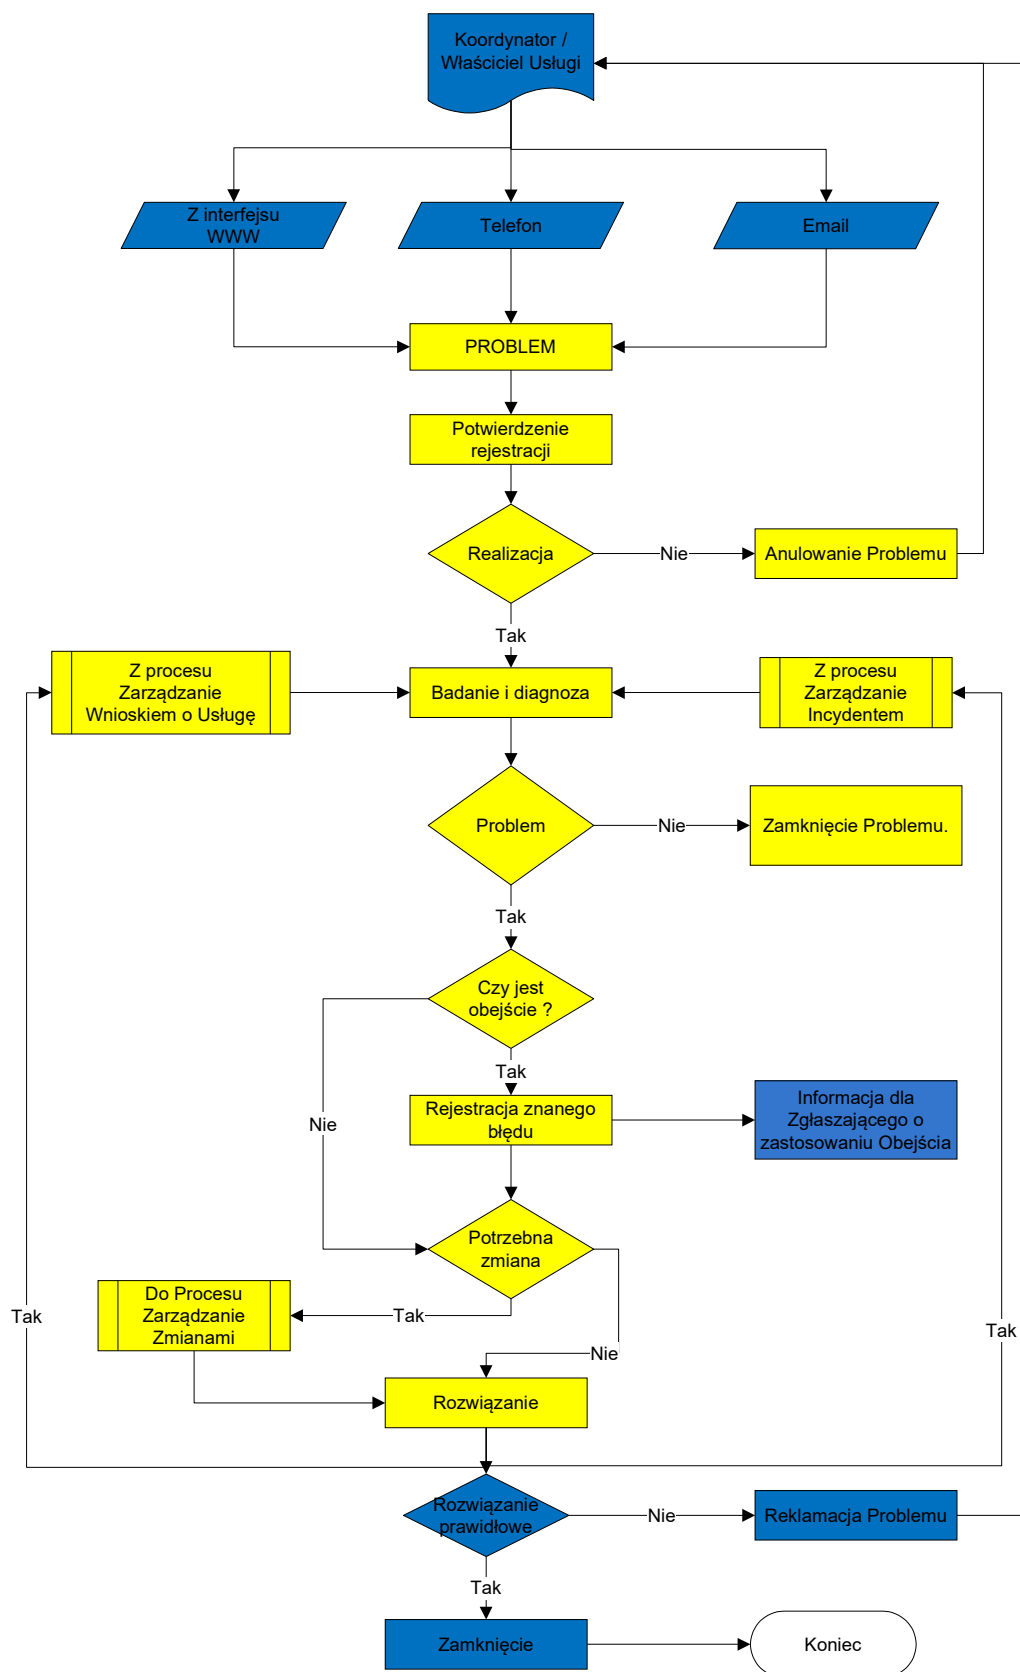 Koordynator /
Właściciel Usługi
Z interfejsu
WWW
Telefon
Email
PROBLEM
Potwierdzenie
rejestracji
Realizacja
Nie
Anulowanie Problemu
Tak
Z procesu
Zarządzanie
Wnioskiem o Usługę
Badanie i diagnoza
Z procesu
Zarządzanie
Incydentem
Problem
Nie
Zamknięcie Problemu.
Tak
Czy jest
obejście ?
Tak
Nie
Rejestracja znanego
błędu
Informacja dla
Zgłaszającego o
zastosowaniu Obejścia
Potrzebna
zmiana
Do Procesu
Zarządzanie
Zmianami
Tak
Tak
Tak
Nie
Rozwiązanie
Rozwiązanie
prawidłowe
Nie
Reklamacja Problemu
Tak
Zamknięcie
Koniec